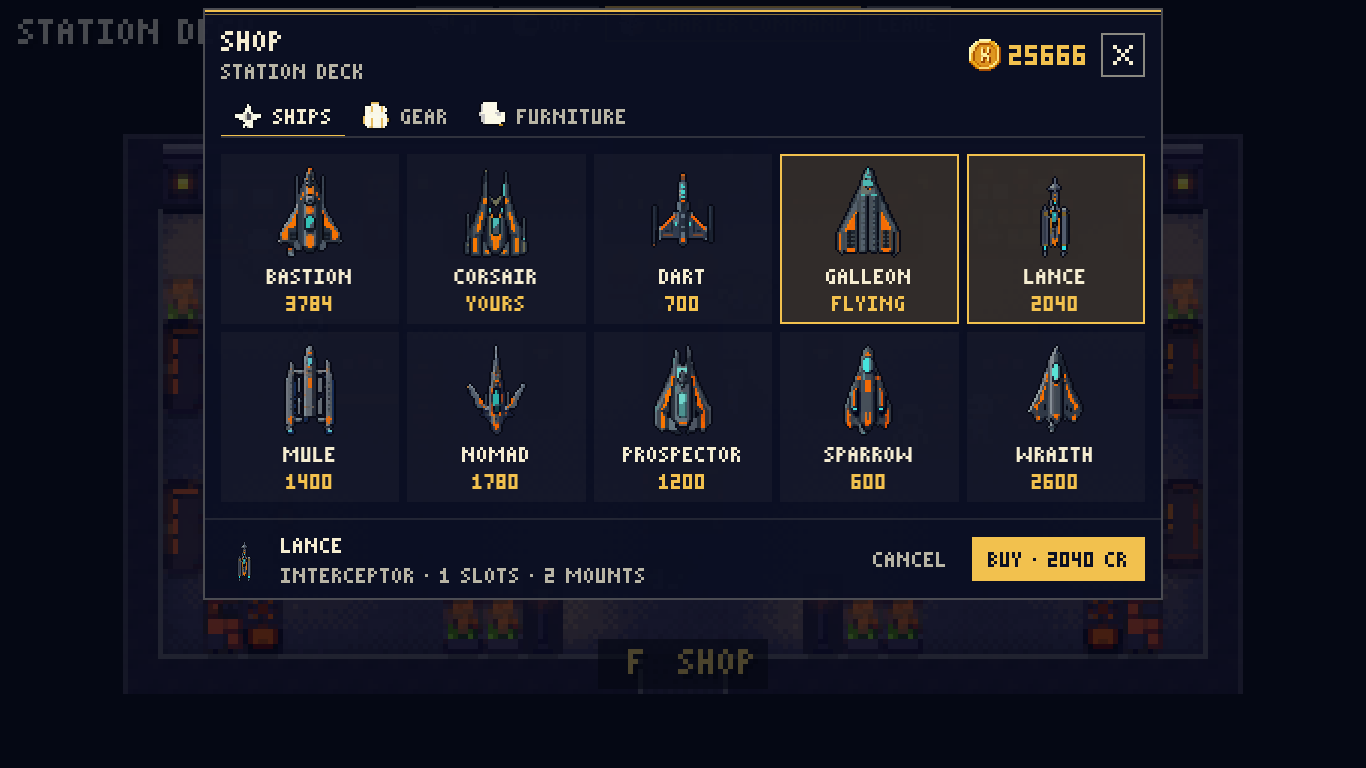 STATION DE
SHOP
STATION DECK
25666
SHIPS GEAR FURNITURE
BASTION CORSAIR DART GALLEON LANCE
3784 YOURS 700 FLYING 2040
MULE NOMAD PROSPECTOR SPARROW WRAITH
1400 1780 1200 600 2600
LANCE
INTERCEPTOR · 1 SLOTS · 2 MOUNTS
CANCEL BUY · 2040 CR
F SHOP